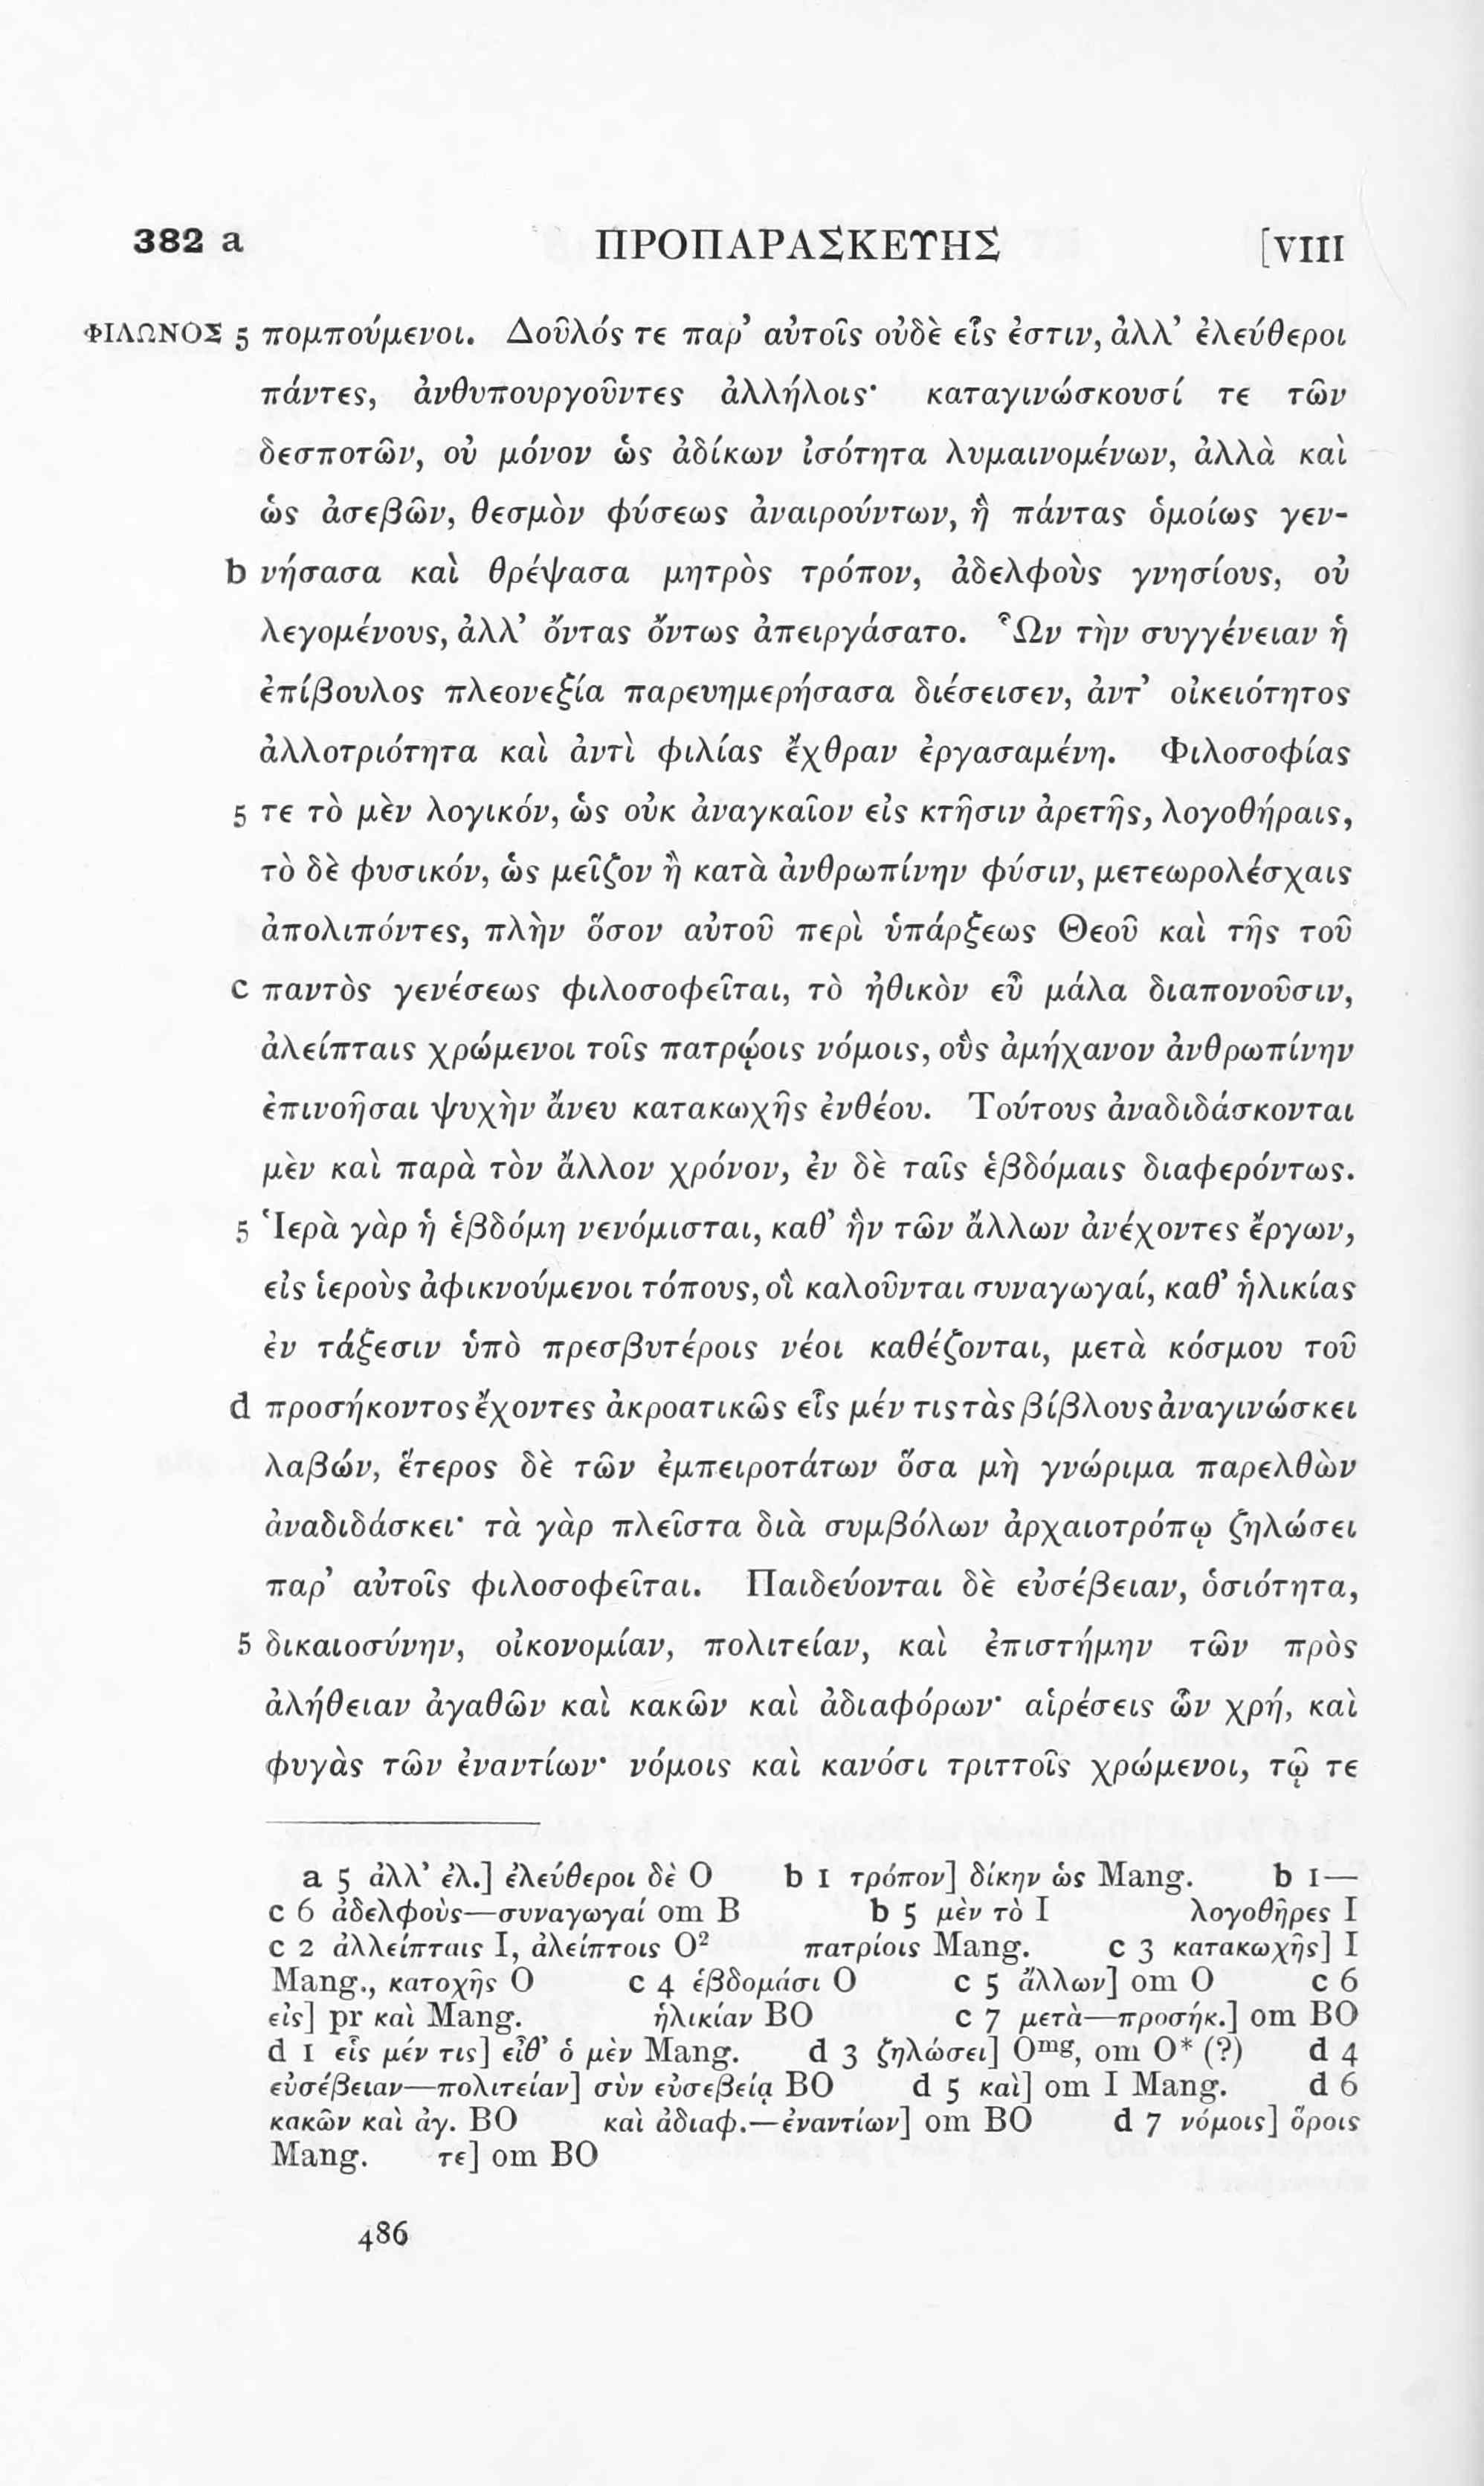 382 a ΠΡΟΠΑΡΑΣΚΕΥΗΣ [VIII
ΦΙΛΩΝΟΣ 5 πομπούμενοι. Δοῦλός τε παρ’ αὐτοῖς οὐδὲ εἷς ἐστιν, ἀλλ’ ἐλεύθεροι
πάντες, ἀνθυπουργοῦντες ἀλλήλοις· καταγινώσκουσί τε τῶν
δεσποτῶν, οὐ μόνον ὡς ἀδίκων ἰσότητα λυμαινομένων, ἀλλὰ καὶ
ὡς ἀσεβῶν, θεσμὸν φύσεως ἀναιρούντων, ἣ πάντας ὁμοίως γεν-
b νήσασα καὶ θρέψασα μητρὸς τρόπον, ἀδελφοὺς γνησίους, οὐ
λεγομένους, ἀλλ’ ὄντας ὄντως ἀπειργάσατο. Ὧν τὴν συγγένειαν ἡ
ἐπίβουλος πλεονεξία παρευημερήσασα διέσεισεν, ἀντ’ οἰκειότητος
ἀλλοτριότητα καὶ ἀντὶ φιλίας ἔχθραν ἐργασαμένη. Φιλοσοφίας
5 τε τὸ μὲν λογικόν, ὡς οὐκ ἀναγκαῖον εἰς κτῆσιν ἀρετῆς, λογοθήραις,
τὸ δὲ φυσικόν, ὡς μεῖζον ἢ κατὰ ἀνθρωπίνην φύσιν, μετεωρολέσχαις
ἀπολιπόντες, πλὴν ὅσον αὐτοῦ περὶ ὑπάρξεως Θεοῦ καὶ τῆς τοῦ
c παντὸς γενέσεως φιλοσοφεῖται, τὸ ἠθικὸν εὖ μάλα διαπονοῦσιν,
ἀλείπταις χρώμενοι τοῖς πατρῴοις νόμοις, οὓς ἀμήχανον ἀνθρωπίνην
ἐπινοῆσαι ψυχὴν ἄνευ κατακωχῆς ἐνθέου. Τούτους ἀναδιδάσκονται
μὲν καὶ παρὰ τὸν ἄλλον χρόνον, ἐν δὲ ταῖς ἑβδόμαις διαφερόντως.
5 Ἱερὰ γὰρ ἡ ἑβδόμη νενόμισται, καθ’ ἣν τῶν ἄλλων ἀνέχοντες ἔργων,
εἰς ἱεροὺς ἀφικνούμενοι τόπους, οἳ καλοῦνται συναγωγαί, καθ’ ἡλικίας
ἐν τάξεσιν ὑπὸ πρεσβυτέροις νέοι καθέζονται, μετὰ κόσμου τοῦ
d προσήκοντος ἔχοντες ἀκροατικῶς εἷς μέν τις τὰς βίβλους ἀναγινώσκει
λαβών, ἕτερος δὲ τῶν ἐμπειροτάτων ὅσα μὴ γνώριμα παρελθὼν
ἀναδιδάσκει· τὰ γὰρ πλεῖστα διὰ συμβόλων ἀρχαιοτρόπῳ ζηλώσει
παρ’ αὐτοῖς φιλοσοφεῖται. Παιδεύονται δὲ εὐσέβειαν, ὁσιότητα,
5 δικαιοσύνην, οἰκονομίαν, πολιτείαν, καὶ ἐπιστήμην τῶν πρὸς
ἀλήθειαν ἀγαθῶν καὶ κακῶν καὶ ἀδιαφόρων· αἱρέσεις ὧν χρή, καὶ
φυγὰς τῶν ἐναντίων· νόμοις καὶ κανόσι τριττοῖς χρώμενοι, τῷ τε
a 5 ἀλλ’ ἐλ.] ἐλεύθεροι δὲ O b 1 τρόπον] δίκην ὡς Mang. b 1—
c 6 ἀδελφοὺς—συναγωγαί om B b 5 μὲν τὸ I λογοθῆρες I
c 2 ἀλλείπταις I, ἀλείπτοις O² πατρίοις Mang. c 3 κατακωχῆς] I
Mang., κατοχῆς O c 4 ἑβδομάσι O c 5 ἄλλων] om O c 6
εἰς] pr καὶ Mang. ἡλικίαν BO c 7 μετὰ—προσήκ.] om BO
d 1 εἷς μέν τις] εἶθ’ ὁ μὲν Mang. d 3 ζηλώσει] Oᵐᵍ, om O* (?) d 4
εὐσέβειαν—πολιτείαν] σὺν εὐσεβείᾳ BO d 5 καὶ] om I Mang. d 6
κακῶν καὶ ἀγ. BO καὶ ἀδιαφ.—ἐναντίων] om BO d 7 νόμοις] ὅροις
Mang. τε] om BO
486